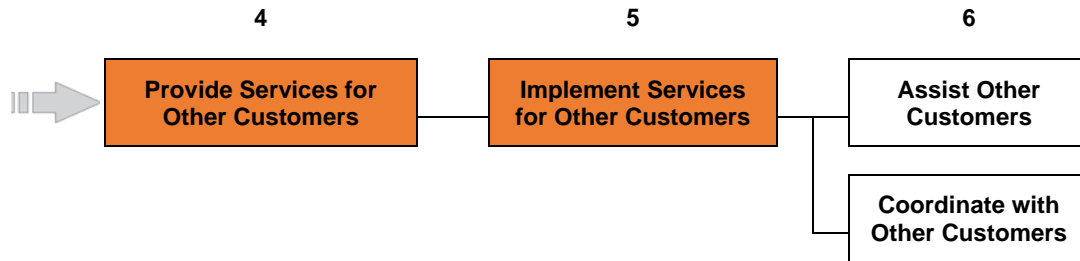 4
5
6
Provide Services for
Other Customers
Implement Services
for Other Customers
Assist Other
Customers
Coordinate with
Other Customers